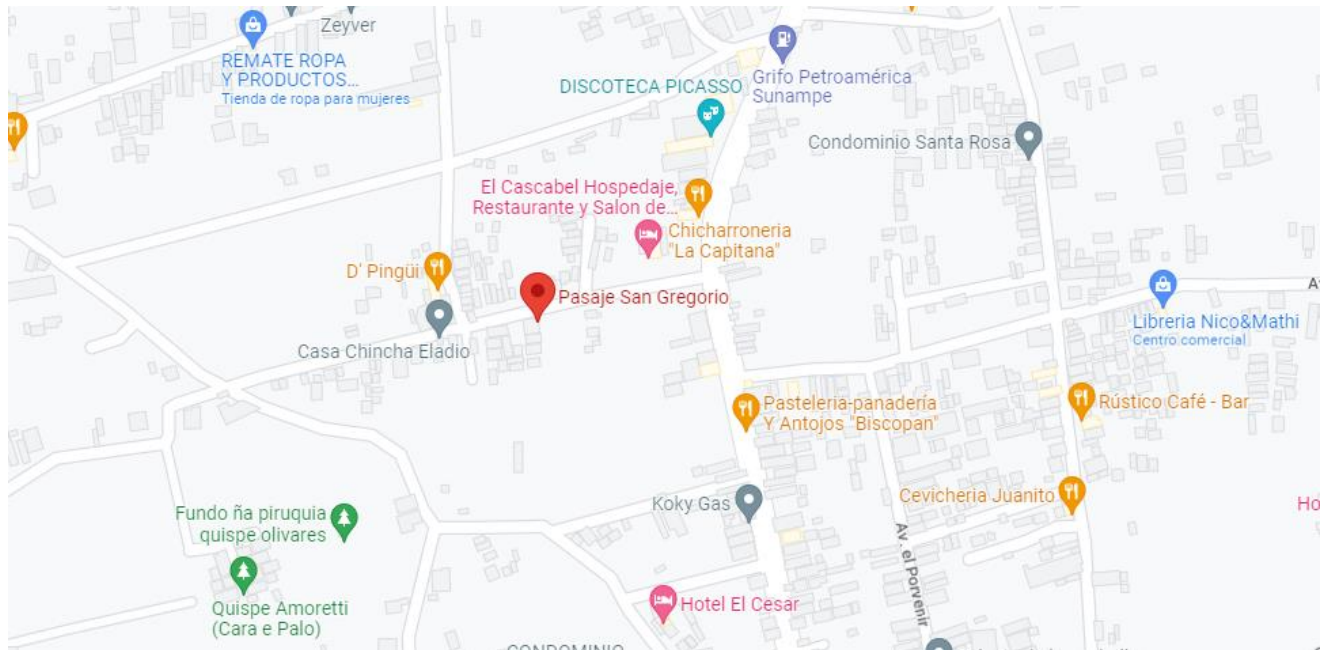 Zeyver
REMATE ROPA
Y PRODUCTOS...
Tienda de ropa para mujeres
DISCOTECA PICASSO
Grifo Petroamérica
Sunampe
Condominio Santa Rosa
El Cascabel Hospedaje,
Restaurante y Salon de...
Chicharroneria
"La Capitana"
D' Pingüi
Pasaje San Gregorio
Casa Chincha Eladio
Libreria Nico&Mathi
Centro comercial
Pasteleria-panadería
Y Antojos "Biscopan"
Rústico Café - Bar
Koky Gas
Cevicheria Juanito
Fundo ña piruquia
quispe olivares
Av. el Porvenir
Quispe Amoretti
(Cara e Palo)
Hotel El Cesar
CONDOMINIO